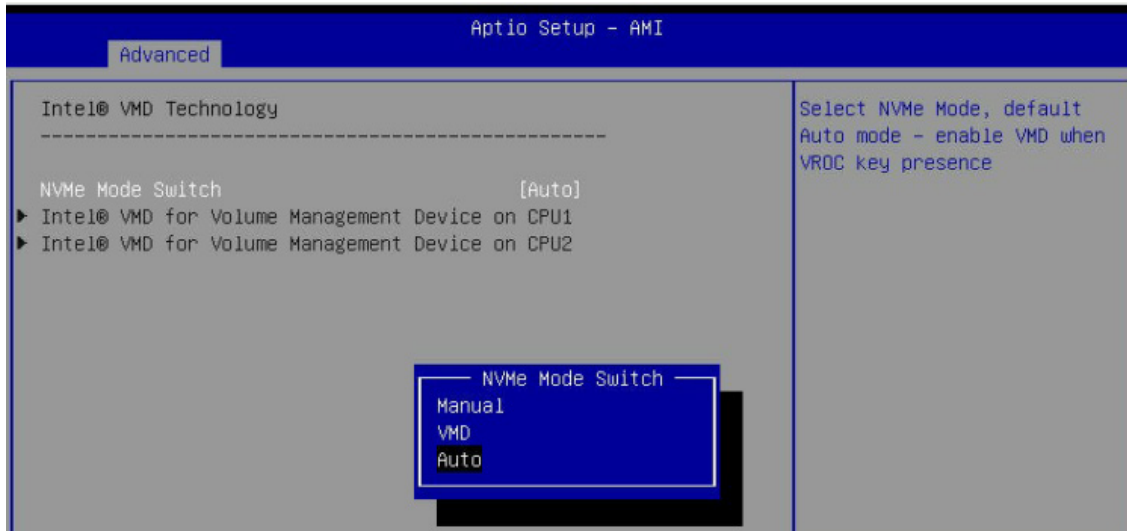 Aptio Setup – AMI
Advanced
Intel® VMD Technology
----------------------------------------------------
NVMe Mode Switch [Auto]
Intel® VMD for Volume Management Device on CPU1
Intel® VMD for Volume Management Device on CPU2
Select NVMe Mode, default
Auto mode – enable VMD when
VROC key presence
NVMe Mode Switch
Manual
VMD
Auto